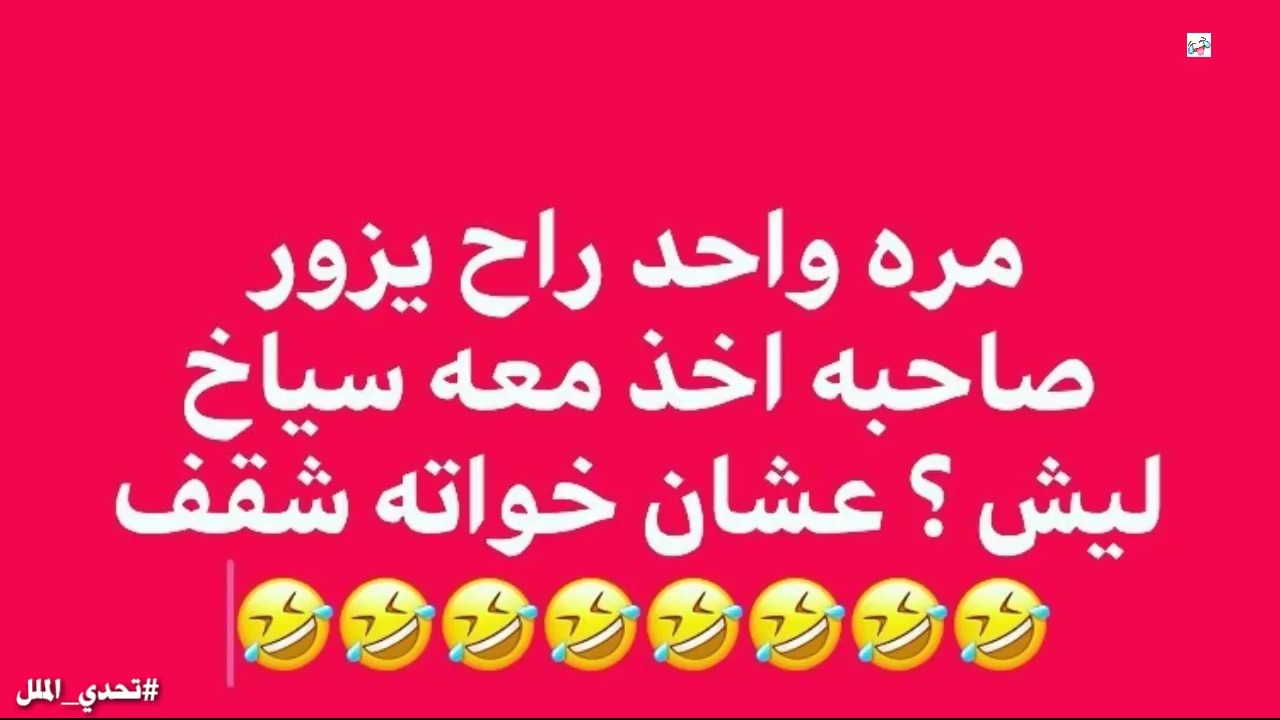 مره واحد راح يزور
صاحبه اخذ معه سياخ
ليش ؟ عشان خواته شقف
🤣🤣🤣🤣🤣🤣🤣🤣
#تحدي_الملل